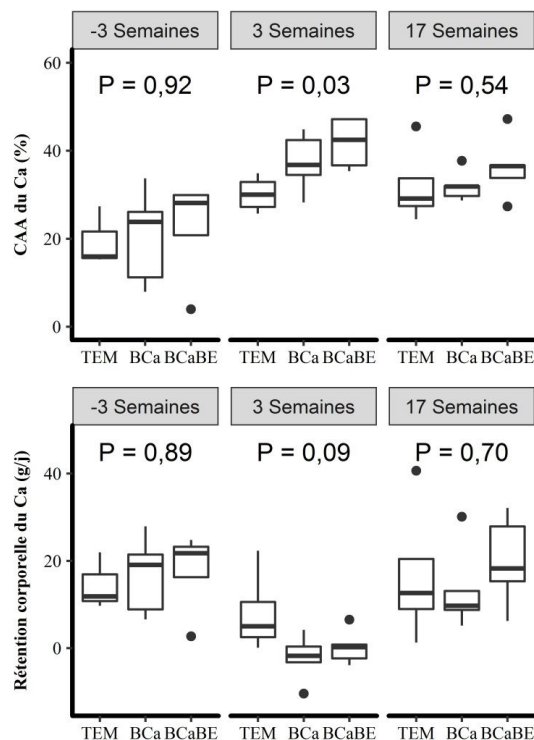 -3 Semaines 3 Semaines 17 Semaines
P = 0,92 P = 0,03 P = 0,54
CAA du Ca (%)
60
40
20
0
TEM BCa BCaBE TEM BCa BCaBE TEM BCa BCaBE
-3 Semaines 3 Semaines 17 Semaines
P = 0,89 P = 0,09 P = 0,70
Rétention corporelle du Ca (g/j)
40
20
0
TEM BCa BCaBE TEM BCa BCaBE TEM BCa BCaBE